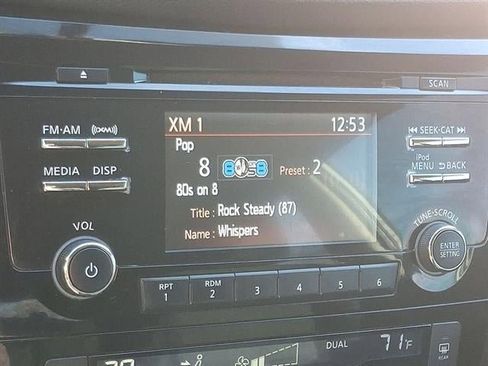 SCAN
FM·AM
XM
MEDIA
DISP
VOL
XM 1
12:53
Pop
8
Preset : 2
80s on 8
Title : Rock Steady (87)
Name : Whispers
SEEK·CAT
iPod
MENU
BACK
TUNE·SCROLL
ENTER
SETTING
RPT
1
RDM
2
3
4
5
6
DUAL
71°F
REAR